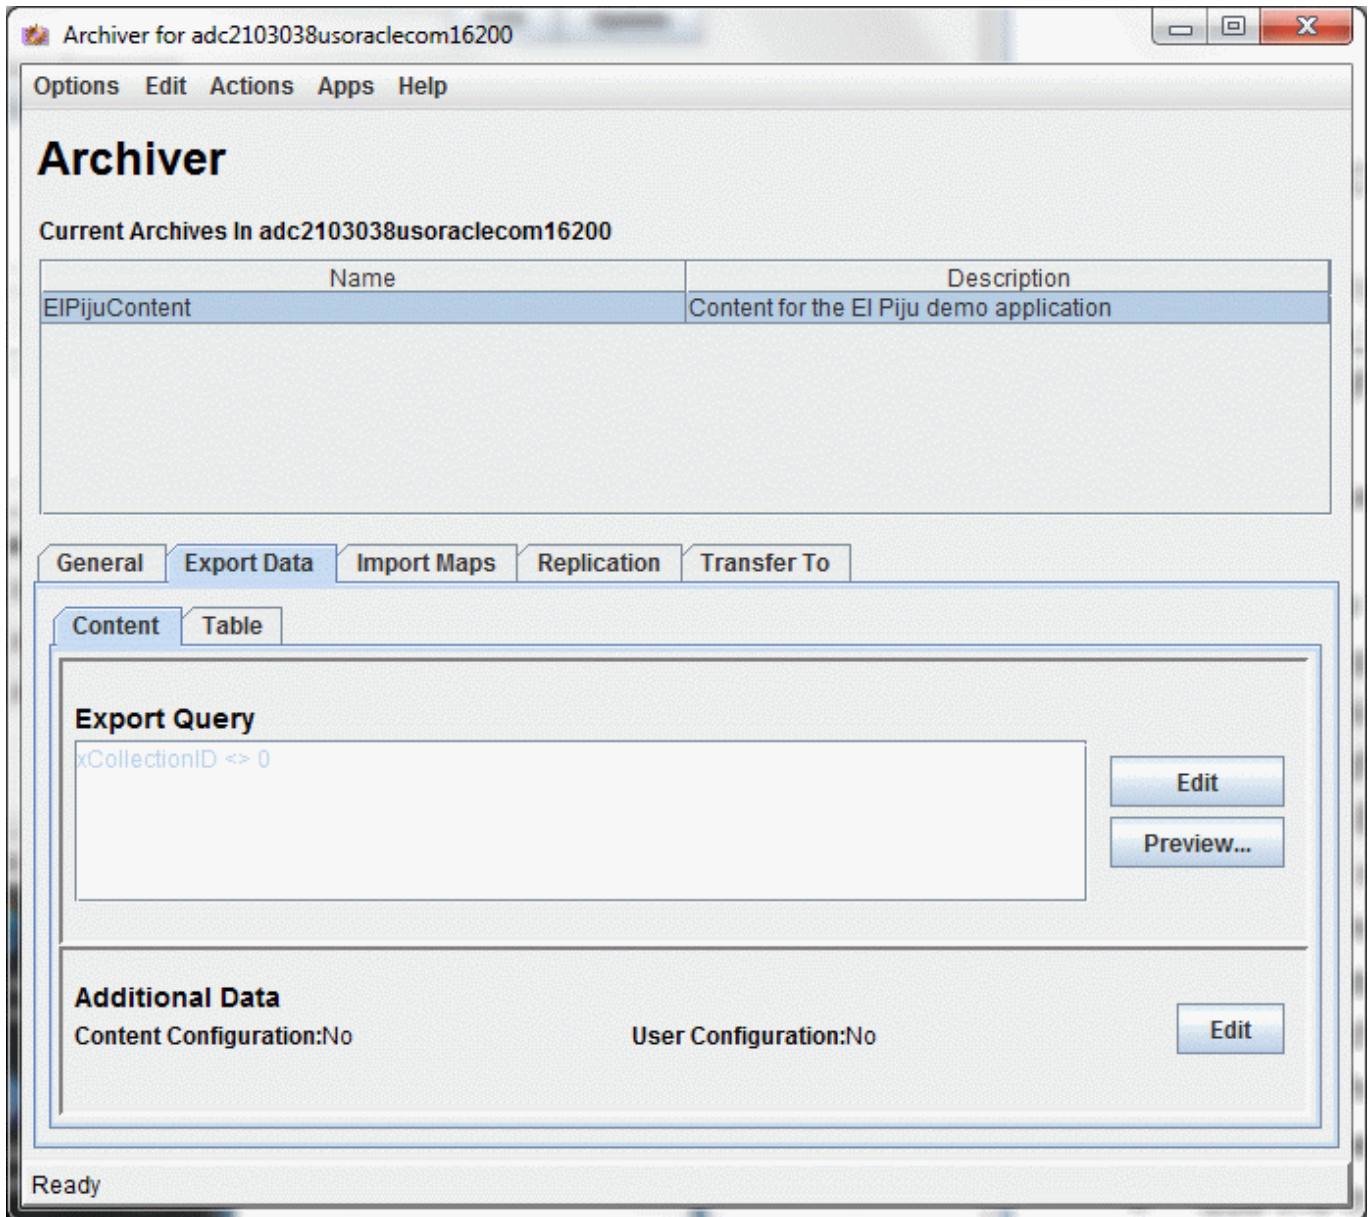 Archiver for adc2103038usoraclecom16200
Options Edit Actions Apps Help
Archiver
Current Archives In adc2103038usoraclecom16200
Name Description
ElPijuContent Content for the El Piju demo application
General Export Data Import Maps Replication Transfer To
Content Table
Export Query
xCollectionID <> 0
Edit
Preview...
Additional Data
Content Configuration:No User Configuration:No Edit
Ready